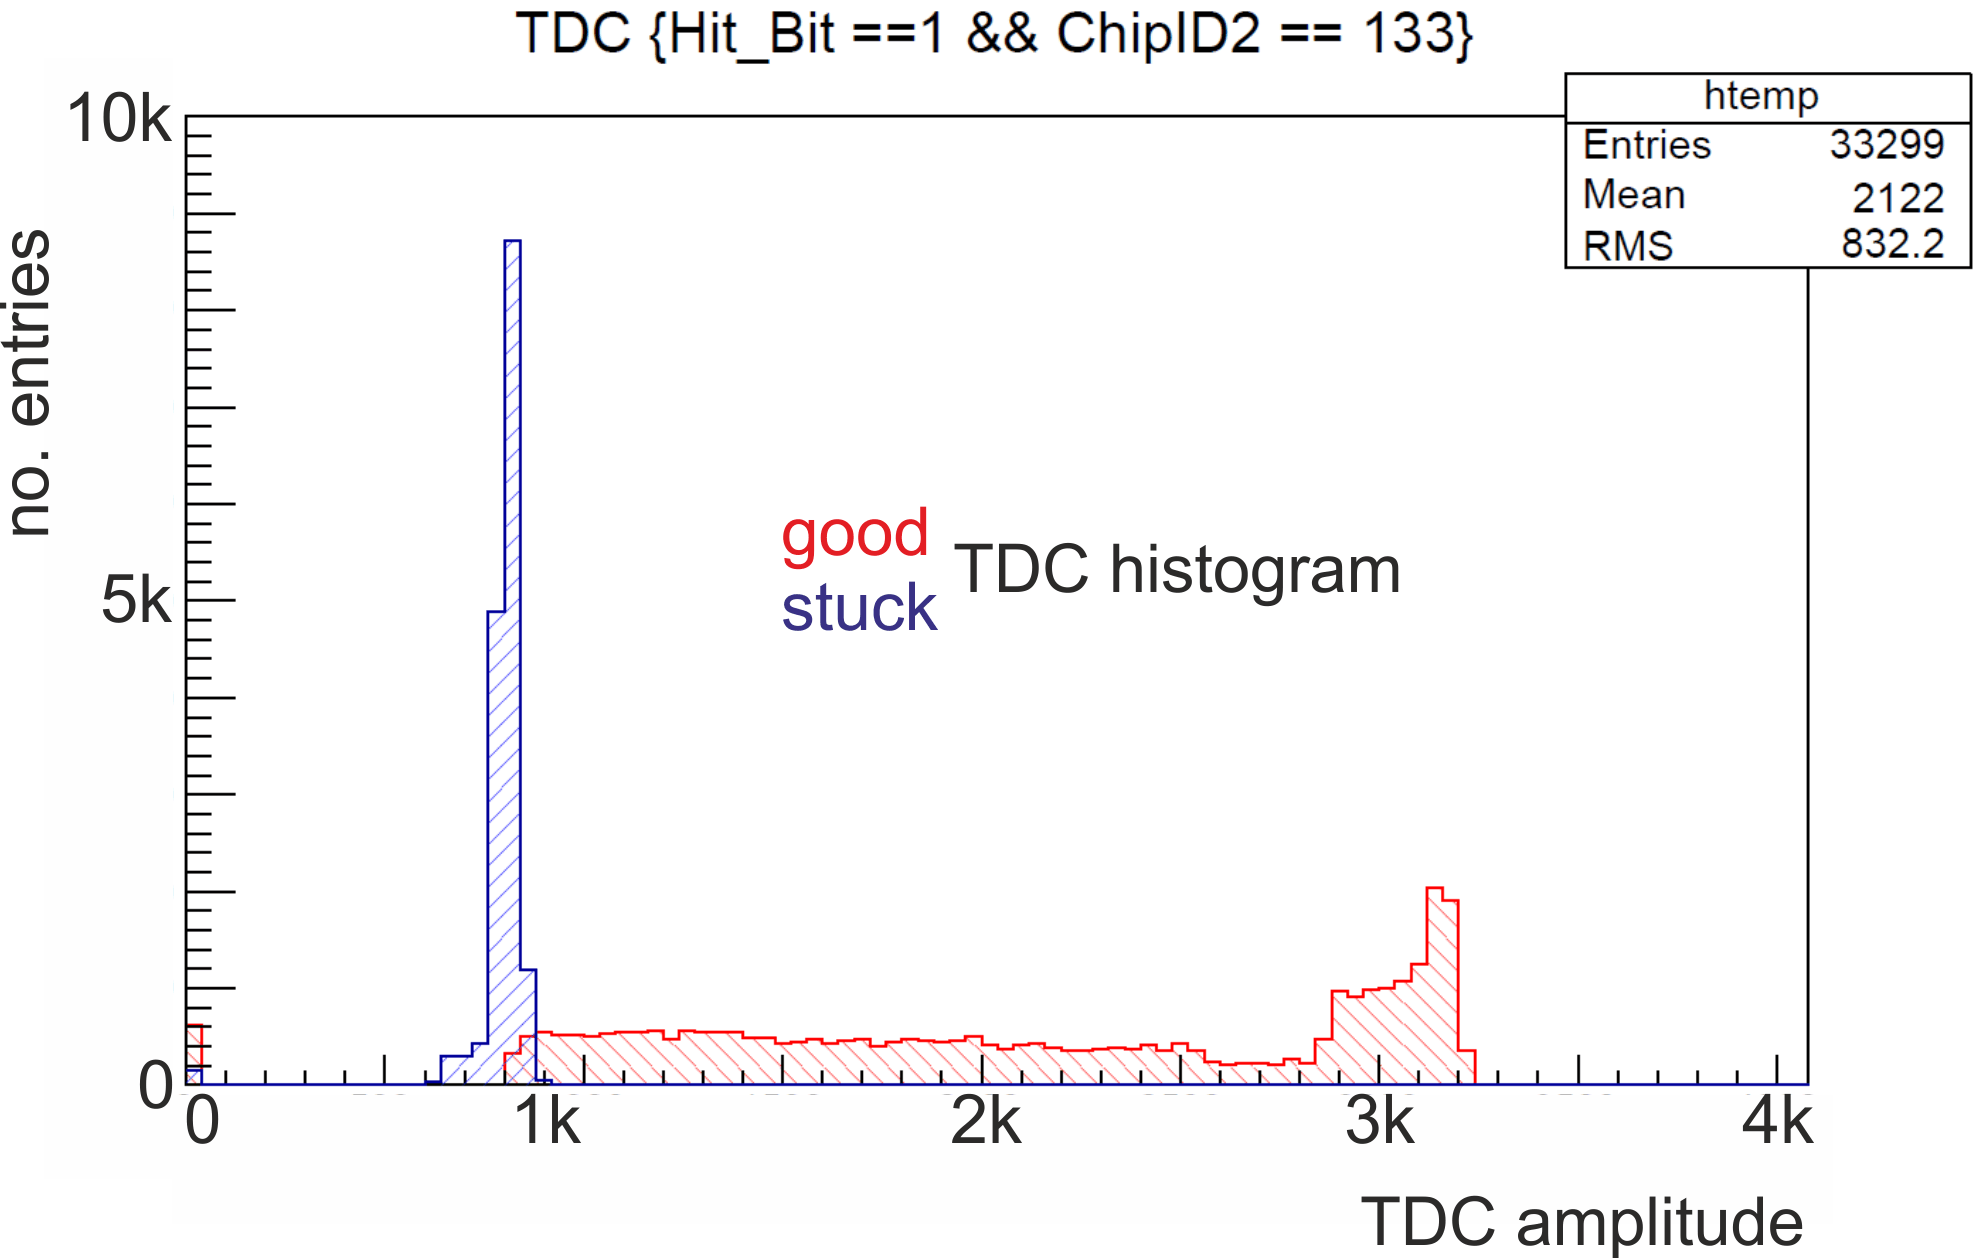 TDC {Hit_Bit ==1 && ChipID2 == 133}
htemp
Entries 33299
Mean 2122
RMS 832.2
10k
5k
0
no. entries
good
stuck
TDC histogram
0 1k 2k 3k 4k
TDC amplitude